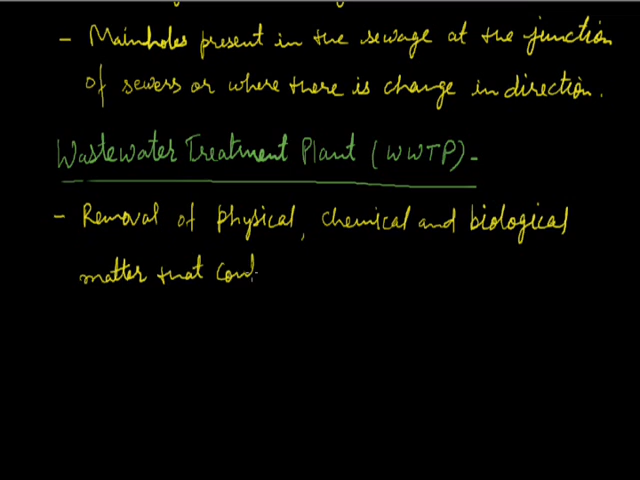 - Mainholes present in the sewage at the junction
of sewers or where there is change in direction.
Wastewater Treatment Plant (WWTP)-
- Removal of physical, chemical and biological
matter that